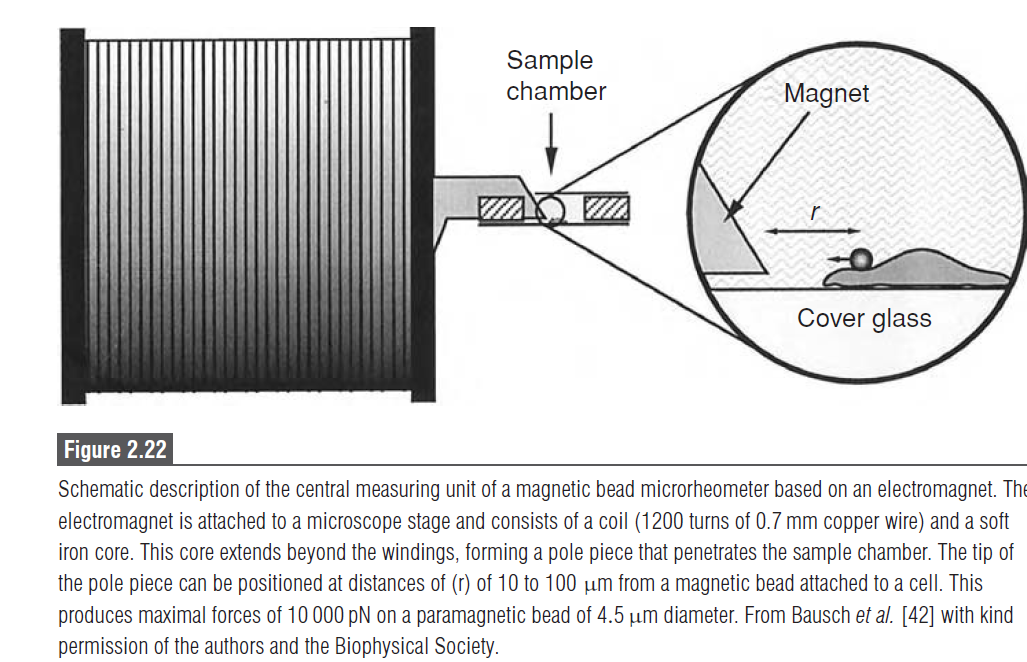 Sample
chamber
Magnet
r
Cover glass
Figure 2.22
Schematic description of the central measuring unit of a magnetic bead microrheometer based on an electromagnet. The
electromagnet is attached to a microscope stage and consists of a coil (1200 turns of 0.7 mm copper wire) and a soft
iron core. This core extends beyond the windings, forming a pole piece that penetrates the sample chamber. The tip of
the pole piece can be positioned at distances of (r) of 10 to 100 μm from a magnetic bead attached to a cell. This
produces maximal forces of 10 000 pN on a paramagnetic bead of 4.5 μm diameter. From Bausch et al. [42] with kind
permission of the authors and the Biophysical Society.